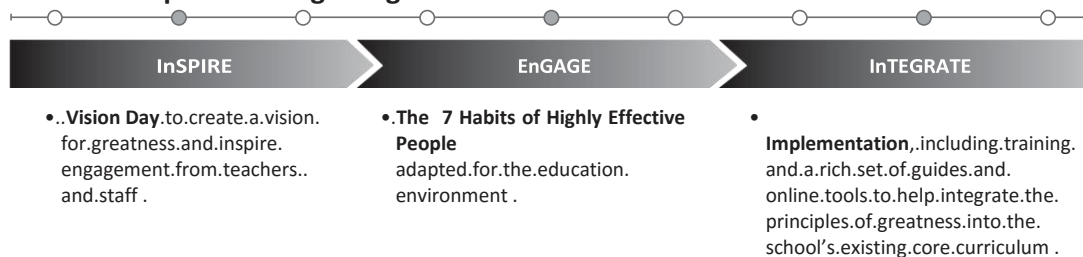 InSPIRE
EnGAGE
InTEGRATE
•..Vision Day.to.create.a.vision.
for.greatness.and.inspire.
engagement.from.teachers..
and.staff .
•.The 7 Habits of Highly Effective
People
adapted.for.the.education.
environment .
•
Implementation,.including.training.
and.a.rich.set.of.guides.and.
online.tools.to.help.integrate.the.
principles.of.greatness.into.the.
school's.existing.core.curriculum .